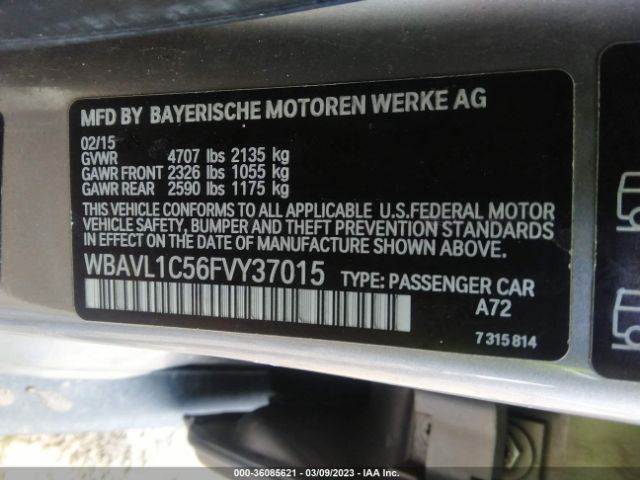 MFD BY BAYERISCHE MOTOREN WERKE AG
02/15
GVWR 4707 lbs 2135 kg
GAWR FRONT 2326 lbs 1055 kg
GAWR REAR 2590 lbs 1175 kg
THIS VEHICLE CONFORMS TO ALL APPLICABLE U.S.FEDERAL MOTOR
VEHICLE SAFETY, BUMPER AND THEFT PREVENTION STANDARDS
IN EFFECT ON THE DATE OF MANUFACTURE SHOWN ABOVE.
WBAVL1C56FVY37015 TYPE: PASSENGER CAR
A72
7 315 814
000-36085621 | 03/09/2023 | IAA Inc.